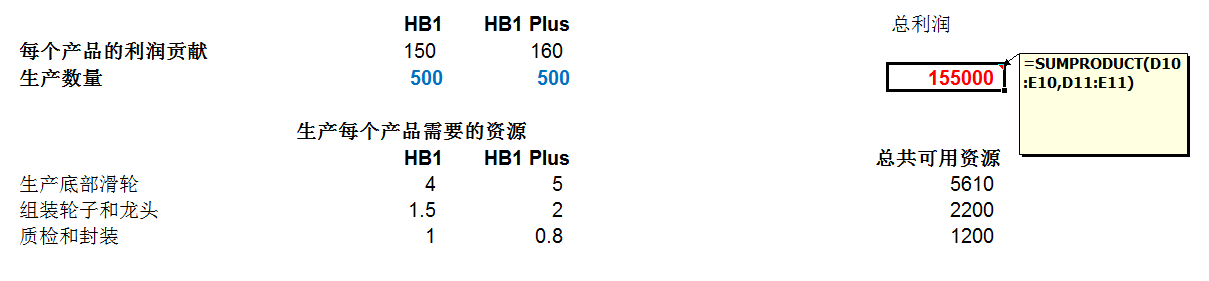 HB1 HB1 Plus 总利润
每个产品的利润贡献 150 160
生产数量 500 500 155000
=SUMPRODUCT(D10
:E10,D11:E11)
生产每个产品需要的资源
HB1 HB1 Plus 总共可用资源
生产底部滑轮 4 5 5610
组装轮子和龙头 1.5 2 2200
质检和封装 1 0.8 1200